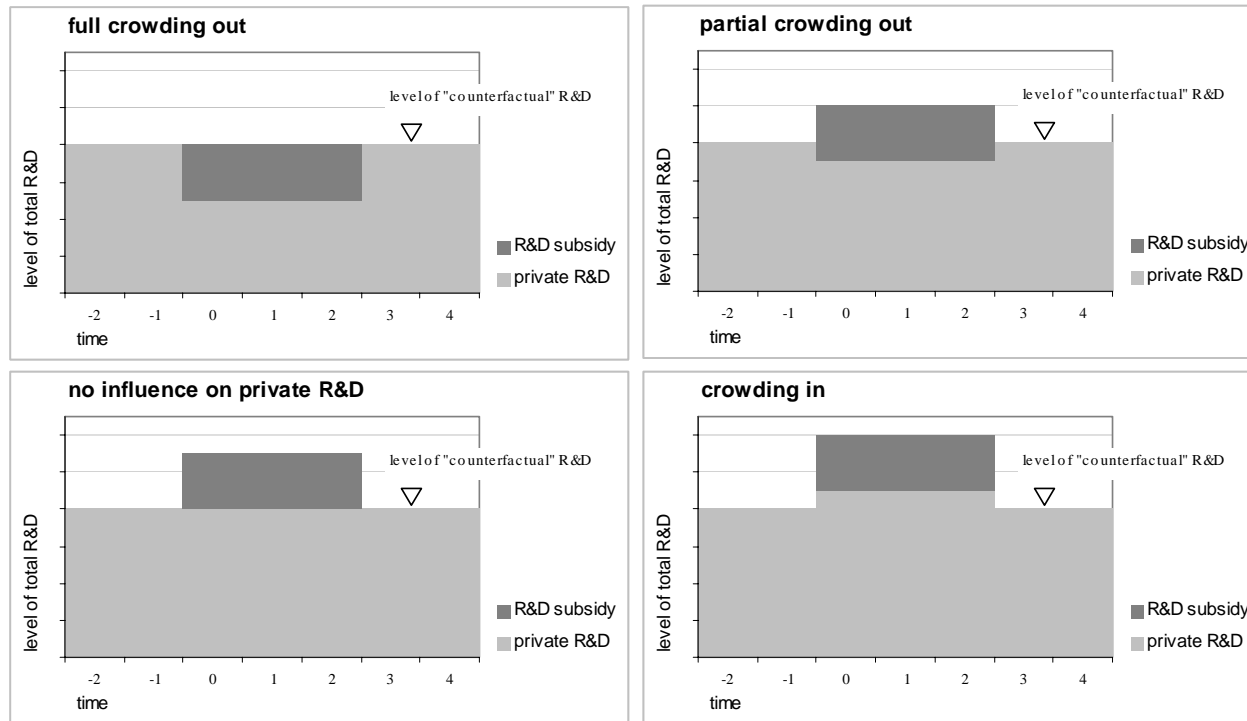 full crowding out
level of "counterfactual" R&D
level of total R&D
R&D subsidy
private R&D
-2 -1 0 1 2 3 4
time
partial crowding out
level of "counterfactual" R&D
level of total R&D
R&D subsidy
private R&D
-2 -1 0 1 2 3 4
time
no influence on private R&D
level of "counterfactual" R&D
level of total R&D
R&D subsidy
private R&D
-2 -1 0 1 2 3 4
time
crowding in
level of "counterfactual" R&D
level of total R&D
R&D subsidy
private R&D
-2 -1 0 1 2 3 4
time